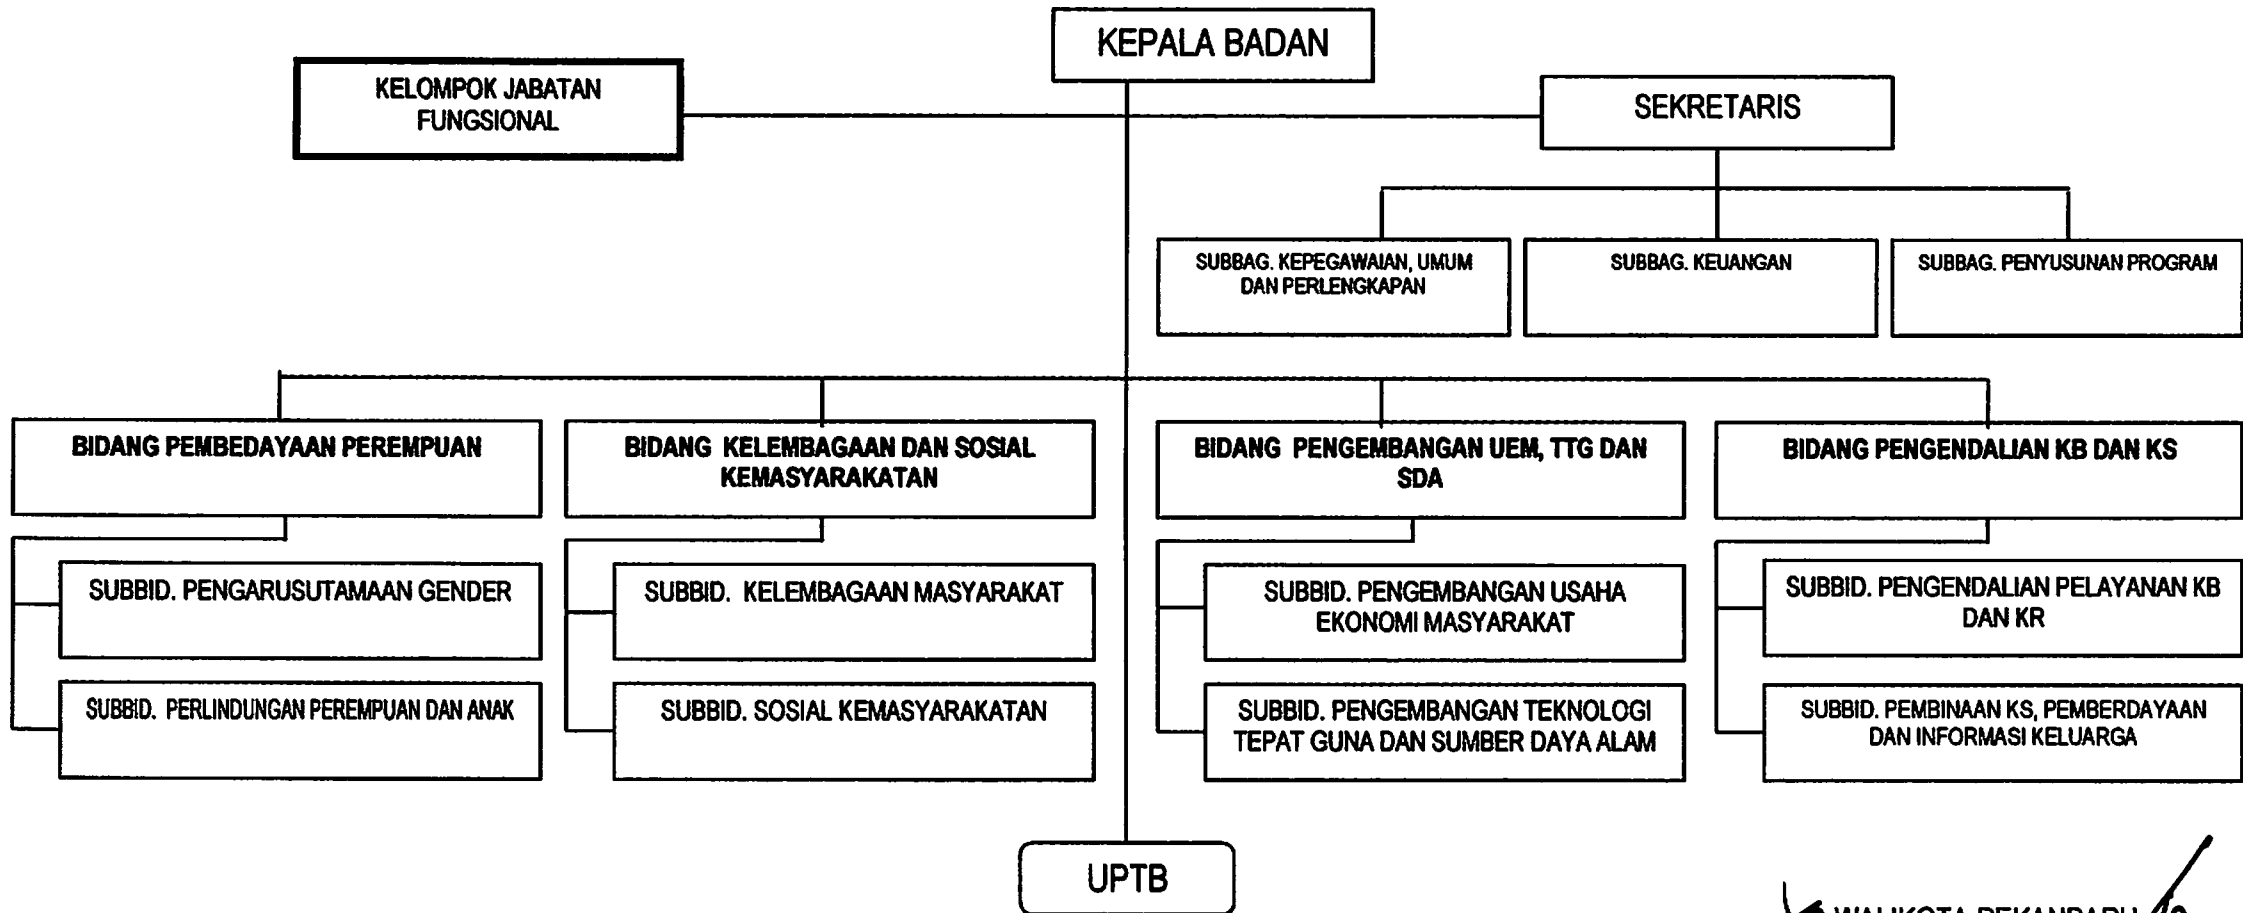 KEPALA BADAN
KELOMPOK JABATAN
FUNGSIONAL
SEKRETARIS
SUBBAG. KEPEGAWAIAN, UMUM
DAN PERLENGKAPAN
SUBBAG. KEUANGAN
SUBBAG. PENYUSUNAN PROGRAM
BIDANG PEMBEDAYAAN PEREMPUAN
BIDANG KELEMBAGAAN DAN SOSIAL
KEMASYARAKATAN
BIDANG PENGEMBANGAN UEM, TTG DAN
SDA
BIDANG PENGENDALIAN KB DAN KS
SUBBID. PENGARUSUTAMAAN GENDER
SUBBID. KELEMBAGAAN MASYARAKAT
SUBBID. PENGEMBANGAN USAHA
EKONOMI MASYARAKAT
SUBBID. PENGENDALIAN PELAYANAN KB
DAN KR
SUBBID. PERLINDUNGAN PEREMPUAN DAN ANAK
SUBBID. SOSIAL KEMASYARAKATAN
SUBBID. PENGEMBANGAN TEKNOLOGI
TEPAT GUNA DAN SUMBER DAYA ALAM
SUBBID. PEMBINAAN KS, PEMBERDAYAAN
DAN INFORMASI KELUARGA
UPTB
WALIKOTA PEKANBARU